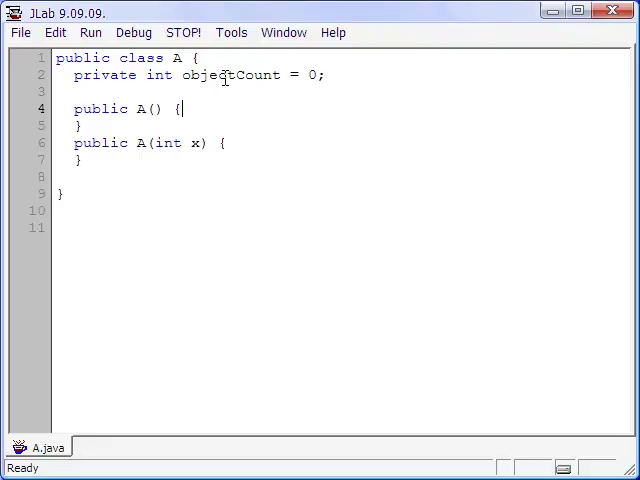 JLab 9.09.09.
File Edit Run Debug STOP! Tools Window Help
1 public class A {
2 private int objectCount = 0;
3
4 public A() {
5 }
6 public A(int x) {
7 }
8
9 }
10
11
A.java
Ready